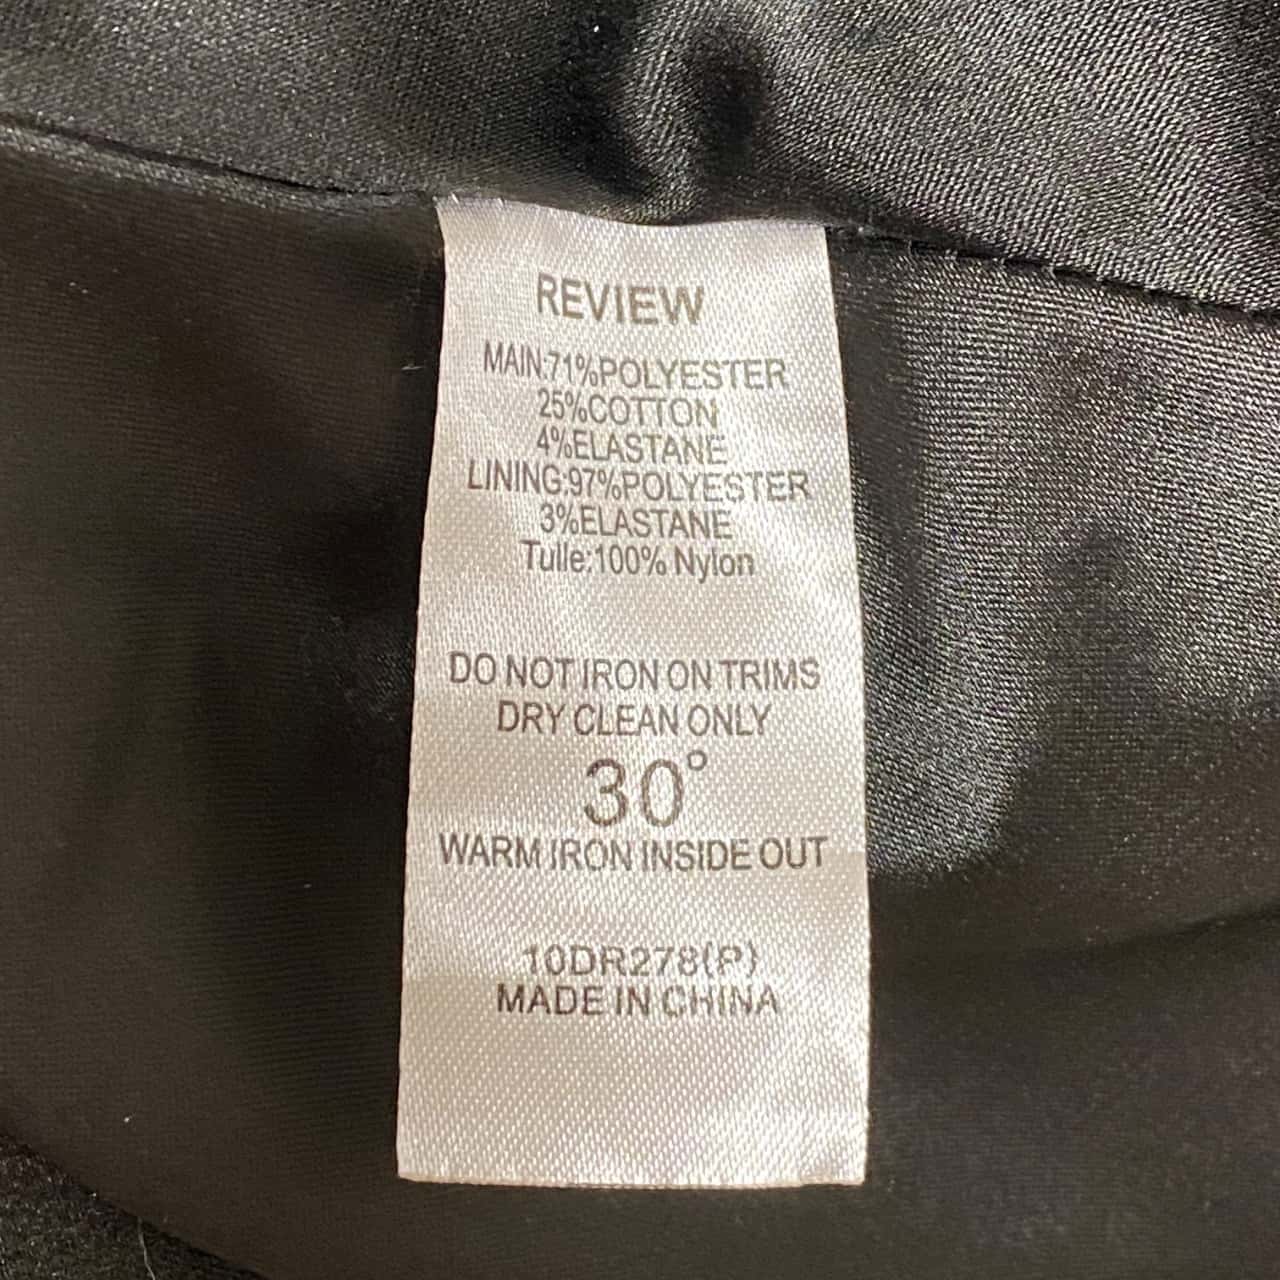 REVIEW
MAIN:71%POLYESTER
25%COTTON
4%ELASTANE
LINING:97%POLYESTER
3%ELASTANE
Tulle:100% Nylon
DO NOT IRON ON TRIMS
DRY CLEAN ONLY
30°
WARM IRON INSIDE OUT
10DR278(P)
MADE IN CHINA